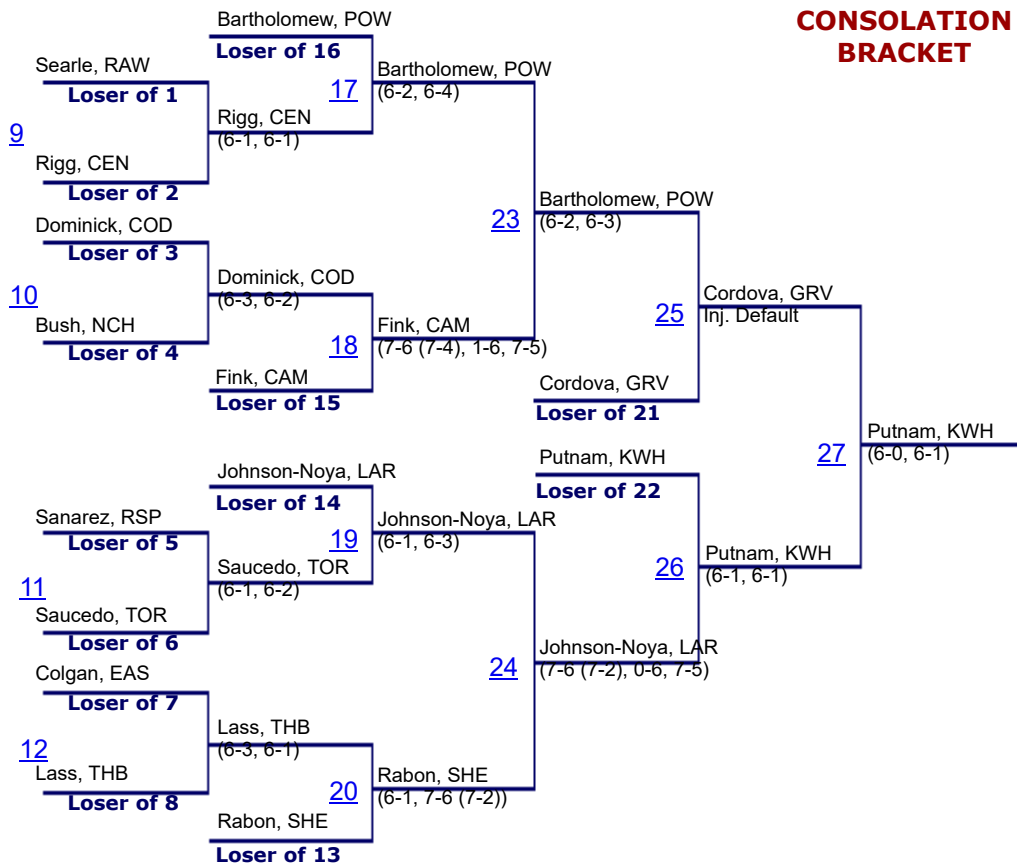 CONSOLATION
BRACKET
Bartholomew, POW
Loser of 16
Searle, RAW
Loser of 1
17
Bartholomew, POW
(6-2, 6-4)
9
Rigg, CEN
(6-1, 6-1)
Rigg, CEN
Loser of 2
23
Bartholomew, POW
(6-2, 6-3)
Dominick, COD
Loser of 3
10
Dominick, COD
(6-3, 6-2)
25
Cordova, GRV
Inj. Default
Bush, NCH
Loser of 4
18
Fink, CAM
(7-6 (7-4), 1-6, 7-5)
Fink, CAM
Loser of 15
Cordova, GRV
Loser of 21
27
Putnam, KWH
(6-0, 6-1)
Johnson-Noya, LAR
Loser of 14
Putnam, KWH
Loser of 22
Sanarez, RSP
Loser of 5
19
Johnson-Noya, LAR
(6-1, 6-3)
11
Saucedo, TOR
(6-1, 6-2)
26
Putnam, KWH
(6-1, 6-1)
Saucedo, TOR
Loser of 6
24
Johnson-Noya, LAR
(7-6 (7-2), 0-6, 7-5)
Colgan, EAS
Loser of 7
12
Lass, THB
(6-3, 6-1)
Lass, THB
Loser of 8
20
Rabon, SHE
(6-1, 7-6 (7-2))
Rabon, SHE
Loser of 13